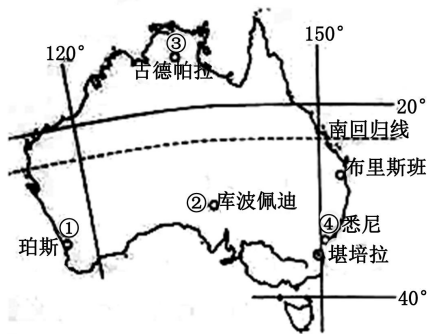 150°
③
120°
古德帕拉
20°
南回归线
布里斯班
②
库波佩迪
①
④
悉尼
珀斯
堪培拉
40°